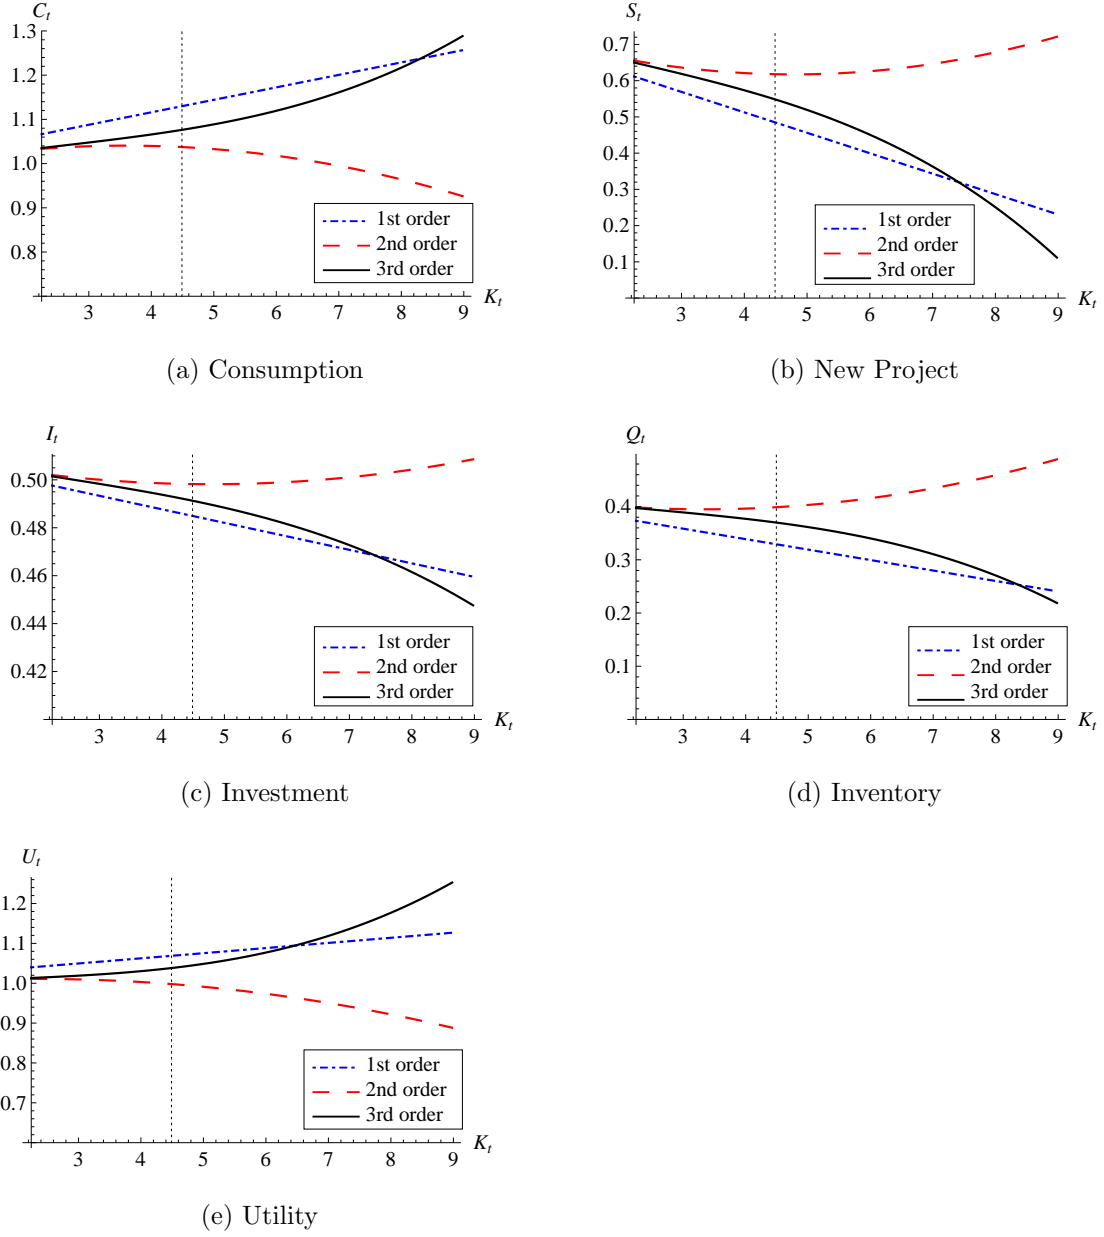 C_t
1.3
1.2
1.1
1.0
0.9
0.8
1st order
2nd order
3rd order
3 4 5 6 7 8 9 K_t
(a) Consumption
S_t
0.7
0.6
0.5
0.4
0.3
0.2
0.1
1st order
2nd order
3rd order
3 4 5 6 7 8 9 K_t
(b) New Project
I_t
0.50
0.48
0.46
0.44
0.42
1st order
2nd order
3rd order
3 4 5 6 7 8 9 K_t
(c) Investment
Q_t
0.4
0.3
0.2
0.1
1st order
2nd order
3rd order
3 4 5 6 7 8 9 K_t
(d) Inventory
U_t
1.2
1.1
1.0
0.9
0.8
0.7
1st order
2nd order
3rd order
3 4 5 6 7 8 9 K_t
(e) Utility